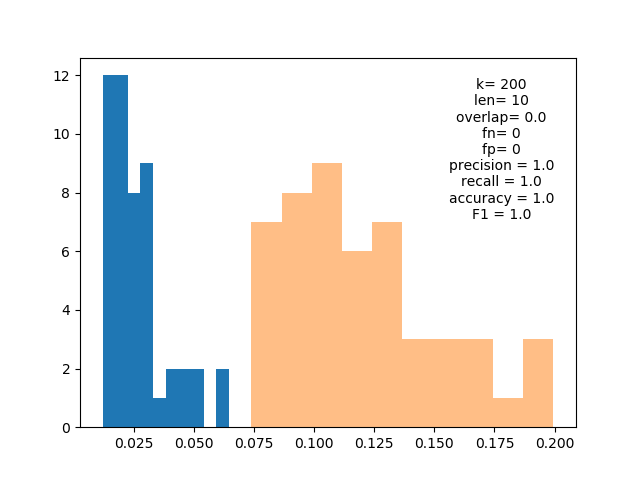 12
10
8
6
4
2
0
k= 200
len= 10
overlap= 0.0
fn= 0
fp= 0
precision = 1.0
recall = 1.0
accuracy = 1.0
F1 = 1.0
0.025 0.050 0.075 0.100 0.125 0.150 0.175 0.200